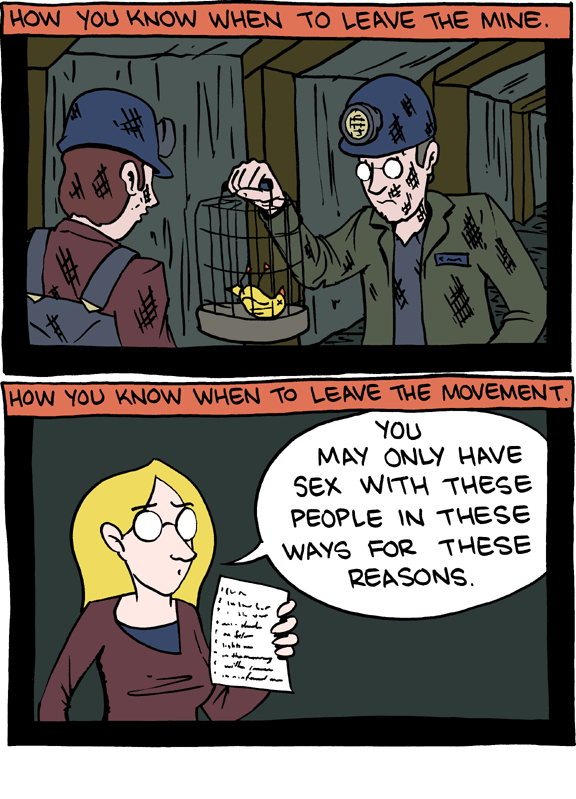 HOW YOU KNOW WHEN TO LEAVE THE MINE.
HOW YOU KNOW WHEN TO LEAVE THE MOVEMENT.
YOU
MAY ONLY HAVE
SEX WITH THESE
PEOPLE IN THESE
WAYS FOR THESE
REASONS.